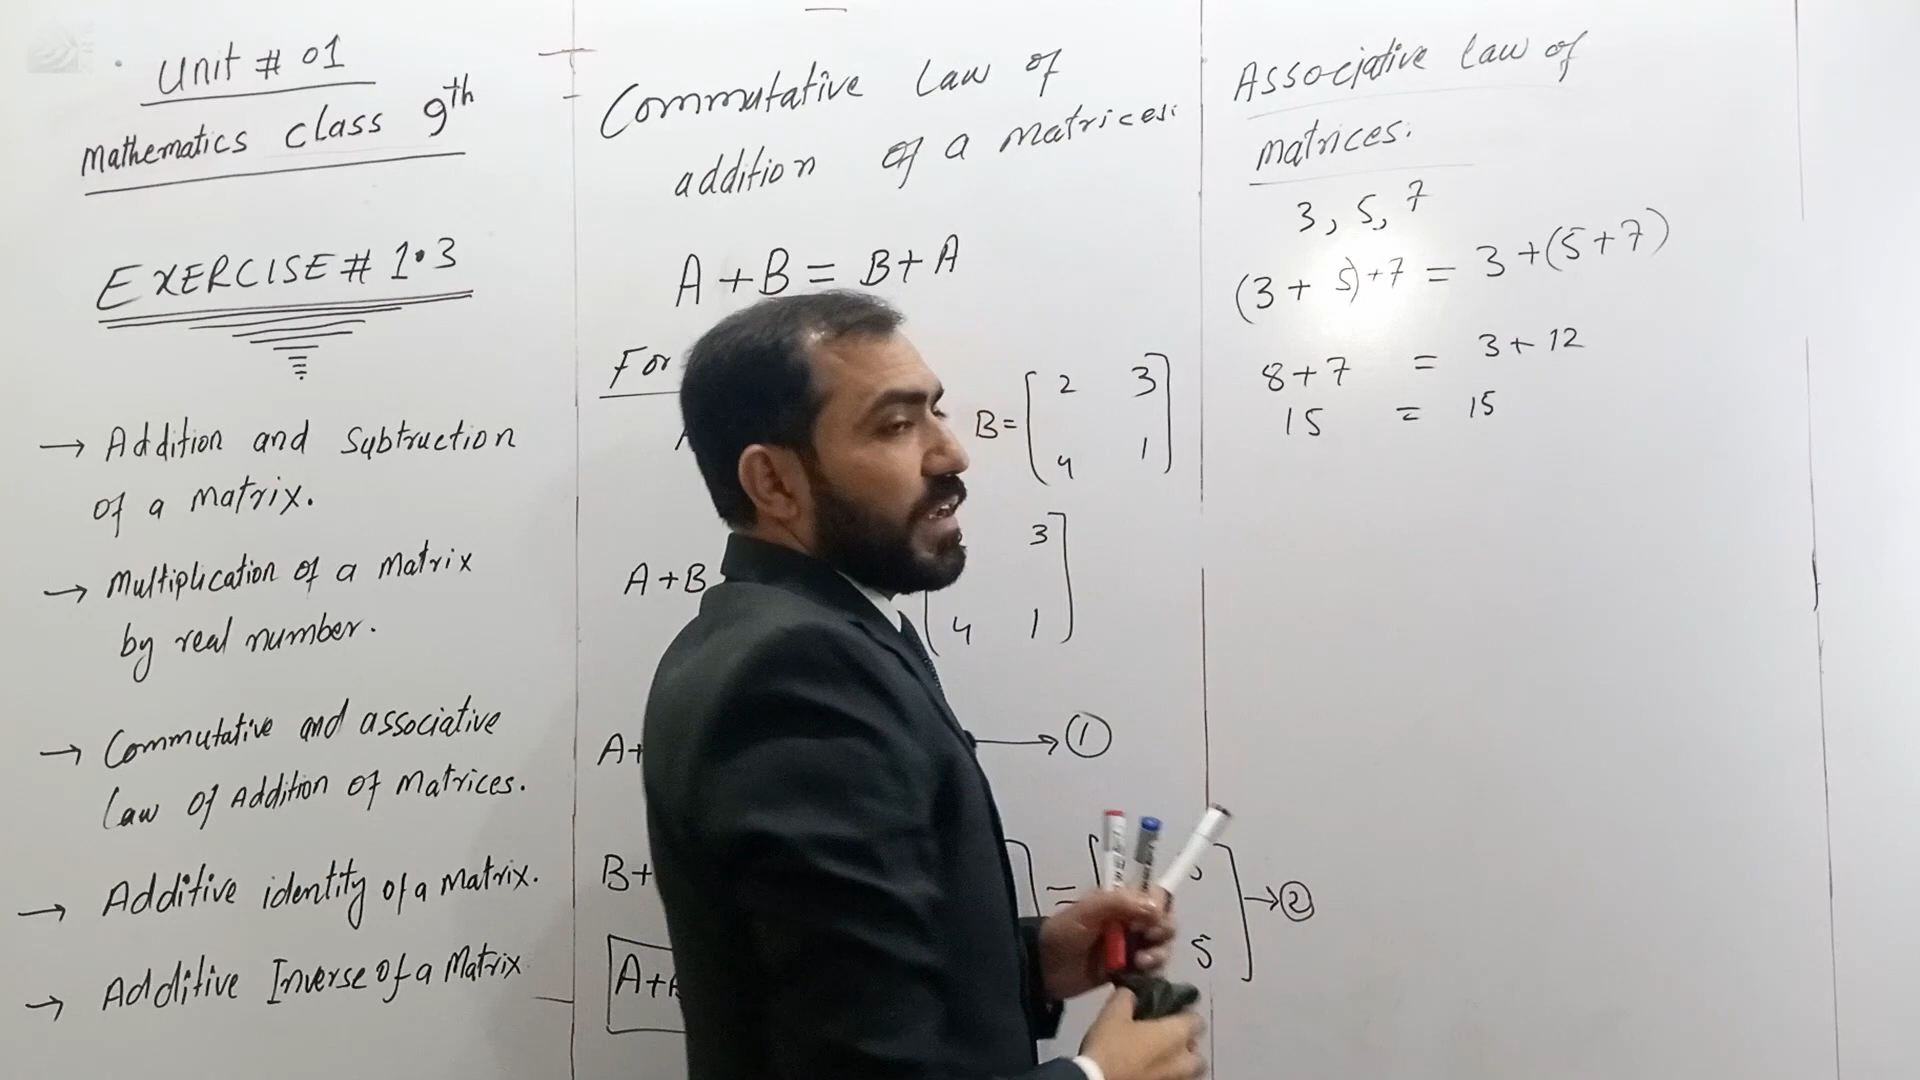 Unit # 01
Mathematics class 9th
EXERCISE # 1.3
→ Addition and Subtruction
of a Matrix.
→ Multiplication of a Matrix
by real number.
→ Commutative and associative
Law Of Addition Of Matrices.
→ Additive identity of a Matrix.
→ Additive Inverse of a Matrix
Commutative Law of
addition of a matrices:
A + B = B + A
For
B = [2 3
4 1]
A + B
3
4 1]
A+
→ ①
B+
=
5
] → ②
A+
Associative Law of
matrices.
3, 5, 7
(3 + 5) + 7 = 3 + (5 + 7)
8 + 7 = 3 + 12
15 = 15